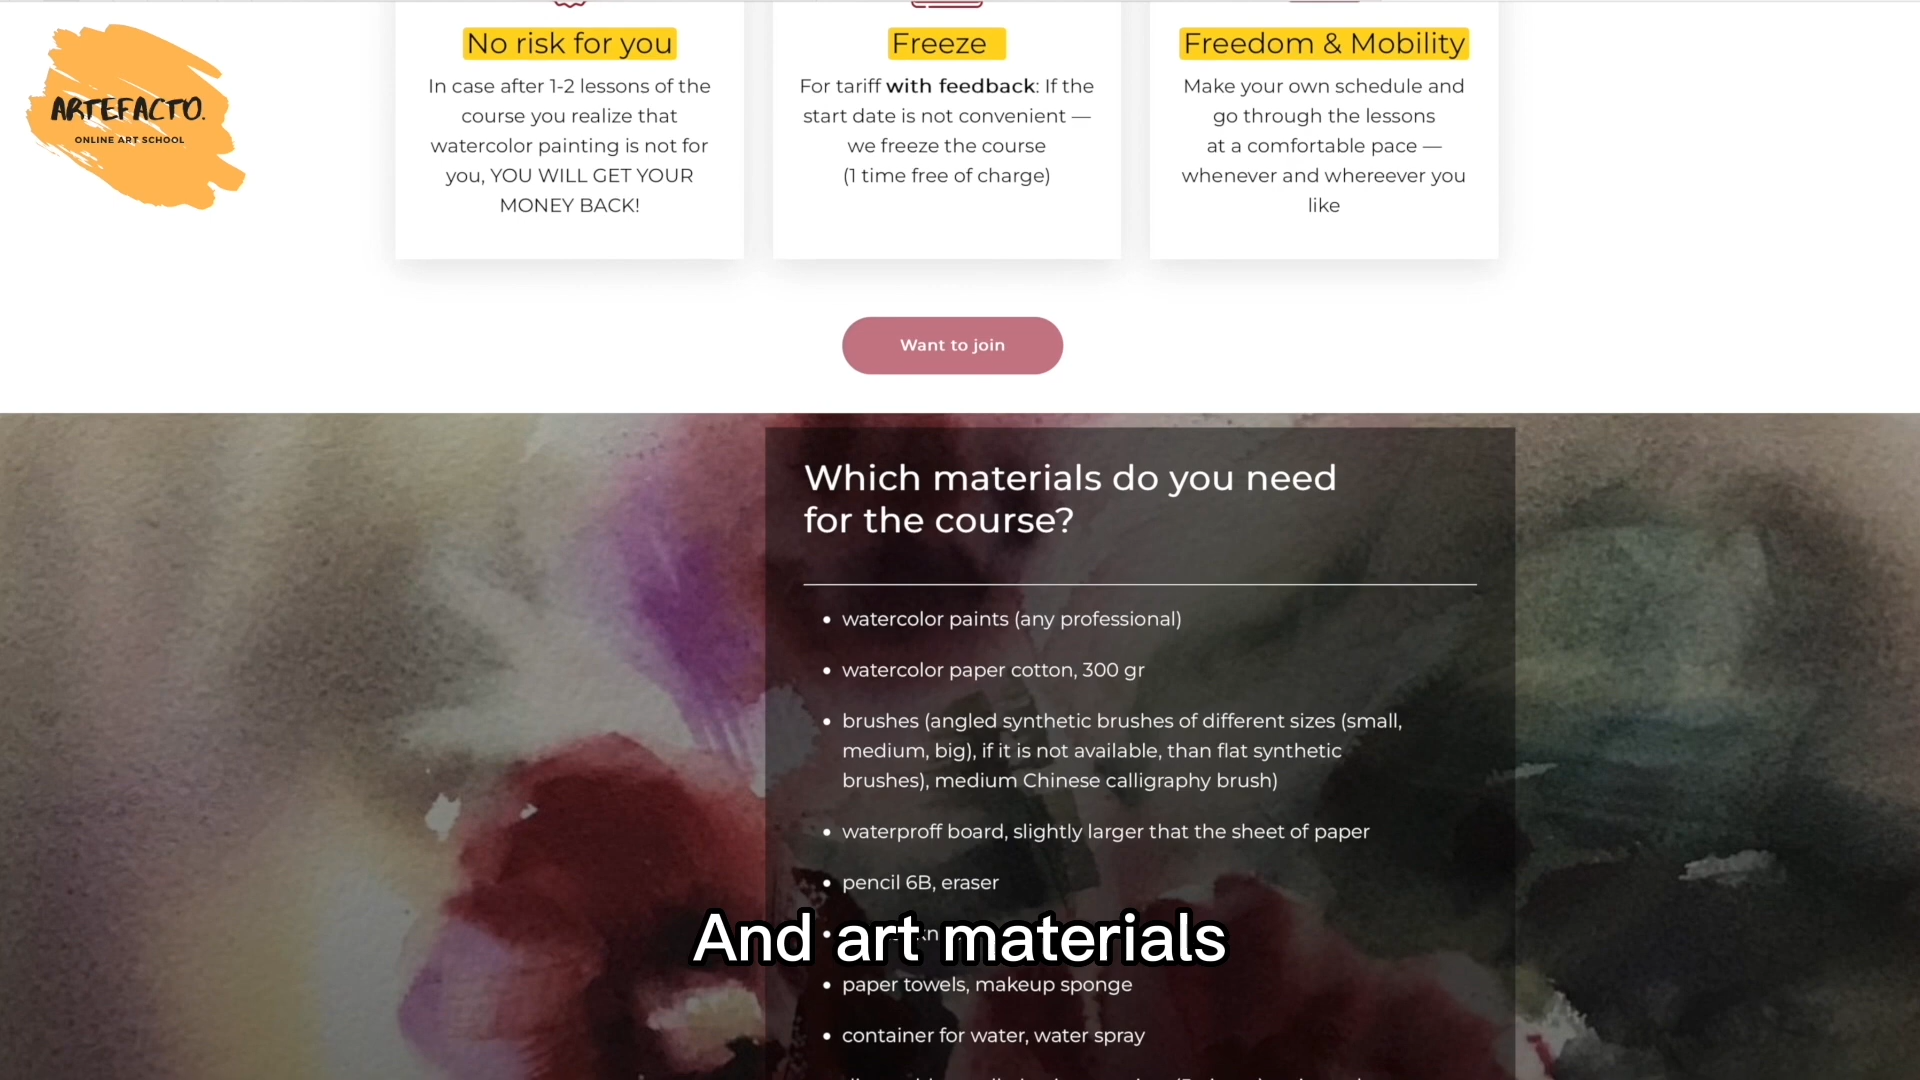 ARTEFACTO.
ONLINE ART SCHOOL
No risk for you
In case after 1-2 lessons of the
course you realize that
watercolor painting is not for
you, YOU WILL GET YOUR
MONEY BACK!
Freeze
For tariff with feedback: If the
start date is not convenient —
we freeze the course
(1 time free of charge)
Freedom & Mobility
Make your own schedule and
go through the lessons
at a comfortable pace —
whenever and whereever you
like
Want to join
Which materials do you need
for the course?
• watercolor paints (any professional)
• watercolor paper cotton, 300 gr
• brushes (angled synthetic brushes of different sizes (small,
medium, big), if it is not available, than flat synthetic
brushes), medium Chinese calligraphy brush)
• waterproff board, slightly larger that the sheet of paper
• pencil 6B, eraser
And art materials
• paper towels, makeup sponge
• container for water, water spray